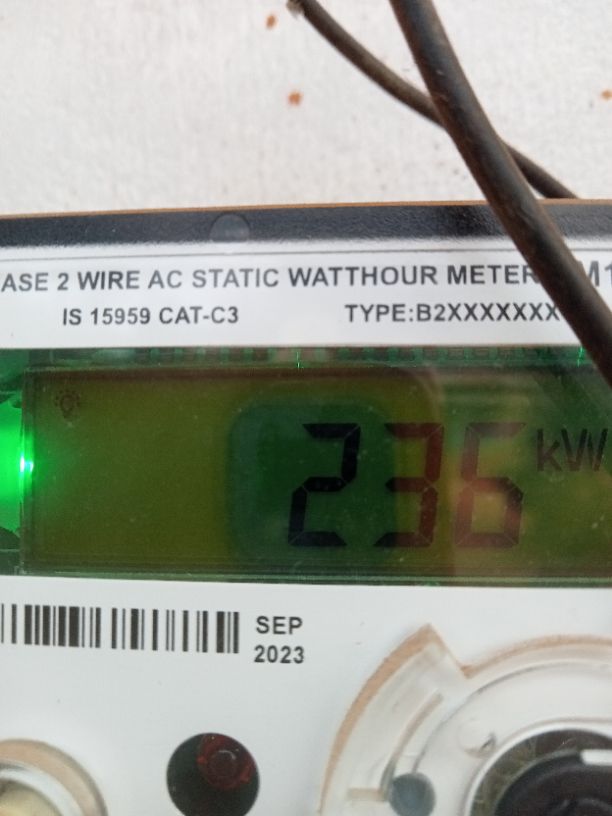 ASE 2 WIRE AC STATIC WATTHOUR METER
IS 15959 CAT-C3 TYPE:B2XXXXXXX
236 kW
SEP
2023